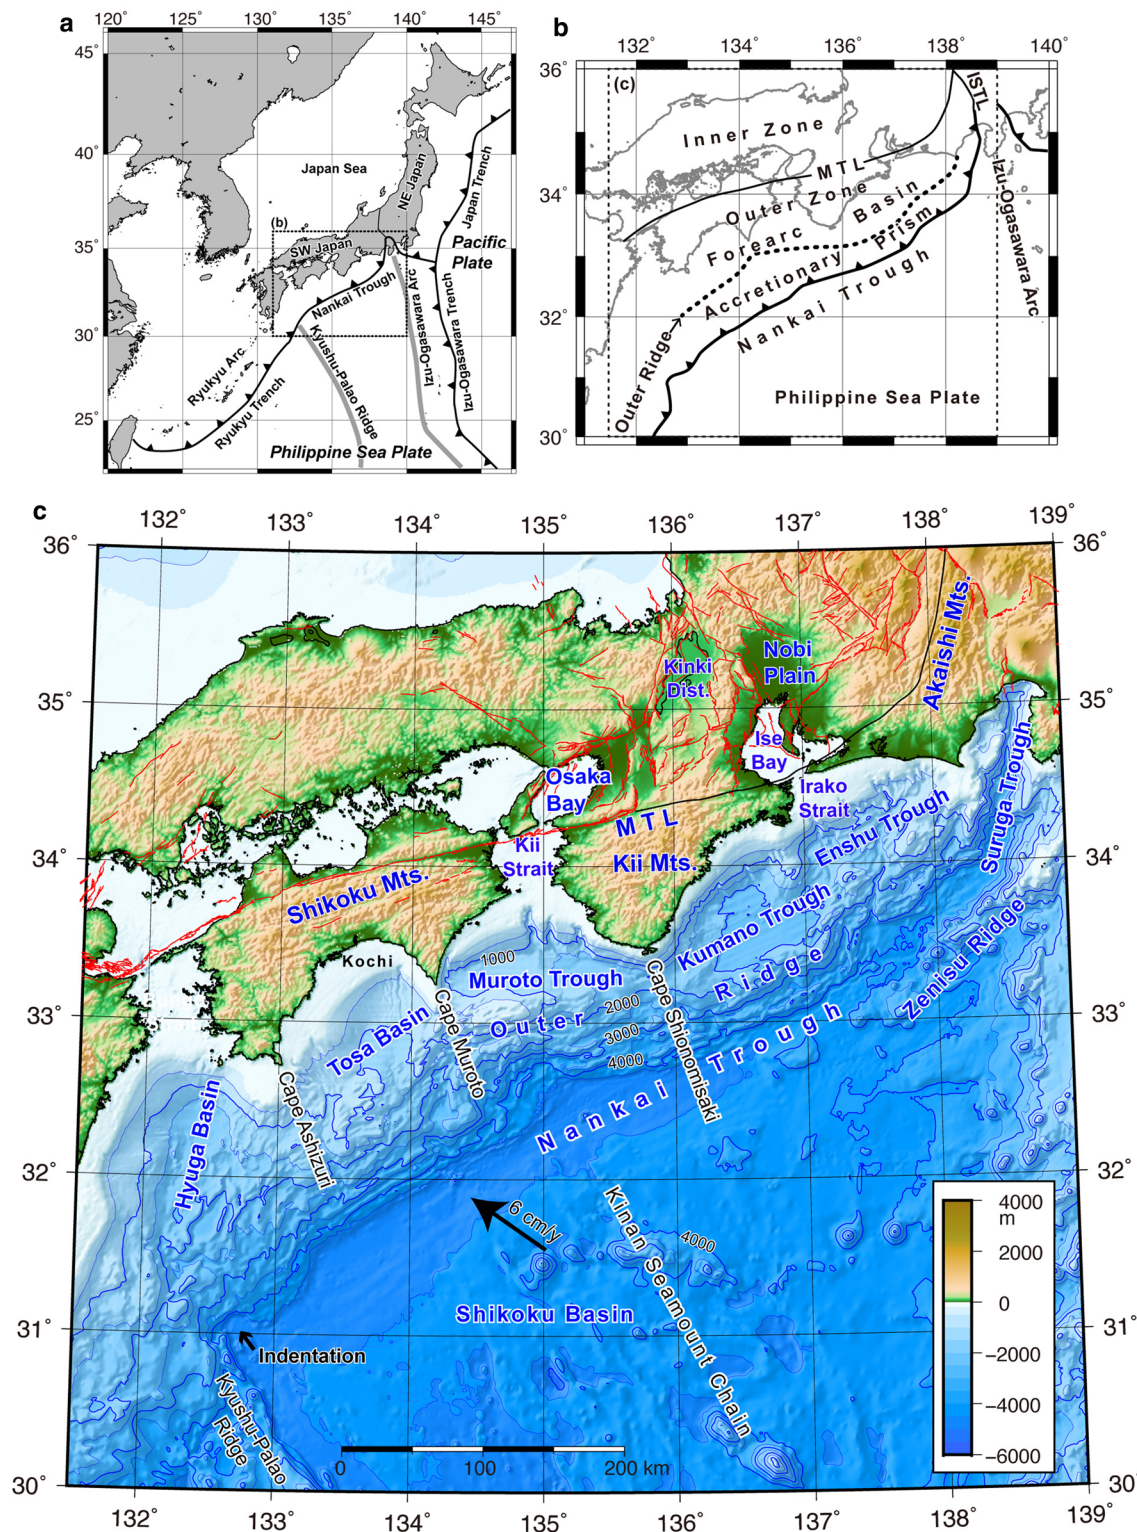 a
120° 125° 130° 135° 140° 145°
45°
40°
35°
30°
25°
Japan Sea
NE Japan
Japan Trench
(b)
SW Japan
Pacific
Plate
Nankai Trough
Izu-Ogasawara Arc
Izu-Ogasawara Trench
Kyushu-Palao Ridge
Ryukyu Arc
Ryukyu Trench
Philippine Sea Plate
b
132° 134° 136° 138° 140°
36°
34°
32°
30°
(c)
ISTL
Inner Zone
MTL
Outer Zone
Forearc Basin
Accretionary Prism
Nankai Trough
Izu-Ogasawara Arc
Outer Ridge
Philippine Sea Plate
c
132° 133° 134° 135° 136° 137° 138° 139°
36° 36°
35° 35°
34° 34°
33° 33°
32° 32°
31° 31°
30° 30°
132° 133° 134° 135° 136° 137° 138° 139°
Akaishi Mts.
Nobi
Plain
Kinki
Dist.
Ise
Bay
Osaka
Bay
Irako
Strait
MTL
Kii
Strait
Kii Mts.
Enshu Trough
Suruga Trough
Shikoku Mts.
Kumano Trough
Zenisu Ridge
Kochi
1000
Muroto Trough
Outer Ridge
2000
3000
4000
Tosa Basin
Cape Muroto
Cape Shionomisaki
Nankai Trough
Cape Ashizuri
Hyuga Basin
6 cm/y
Kinan Seamount Chain
4000
Shikoku Basin
Indentation
Kyushu-Palao
Ridge
0 100 200 km
4000
m
2000
0
−2000
−4000
−6000